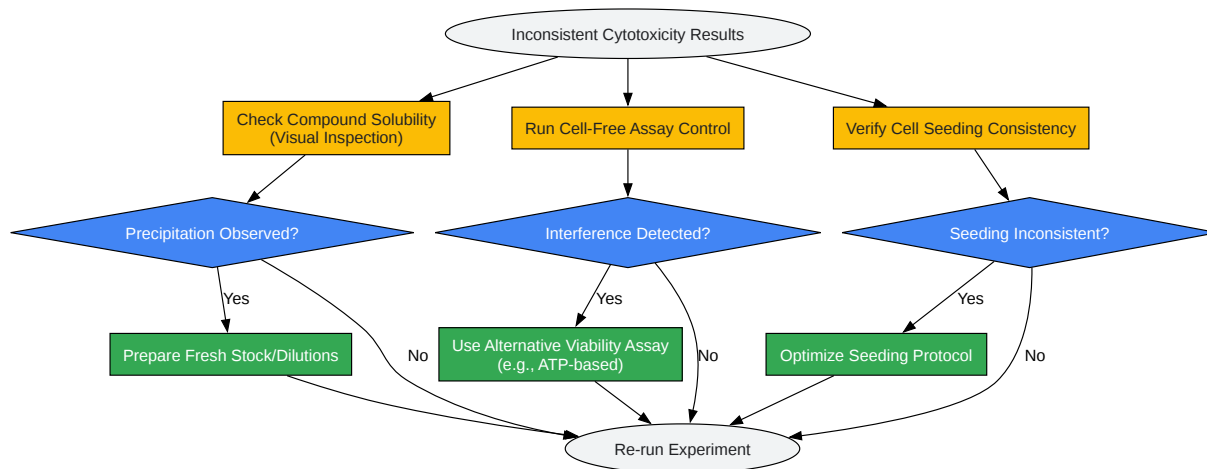 Inconsistent Cytotoxicity Results
Check Compound Solubility
(Visual Inspection)
Run Cell-Free Assay Control
Verify Cell Seeding Consistency
Precipitation Observed?
Interference Detected?
Seeding Inconsistent?
Yes
Yes
Yes
Prepare Fresh Stock/Dilutions
No
Use Alternative Viability Assay
(e.g., ATP-based)
No
Optimize Seeding Protocol
No
Re-run Experiment